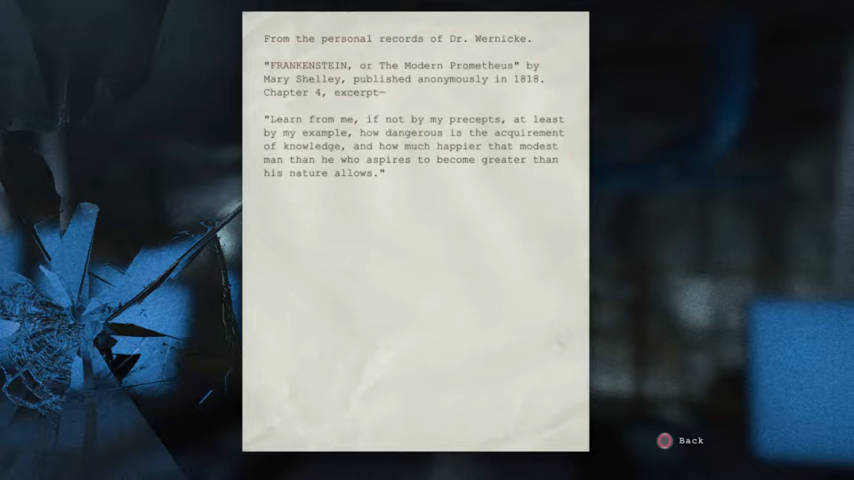 From the personal records of Dr. Wernicke.
"FRANKENSTEIN, or The Modern Prometheus" by
Mary Shelley, published anonymously in 1818.
Chapter 4, excerpt—
"Learn from me, if not by my precepts, at least
by my example, how dangerous is the acquirement
of knowledge, and how much happier that modest
man than he who aspires to become greater than
his nature allows."
Back